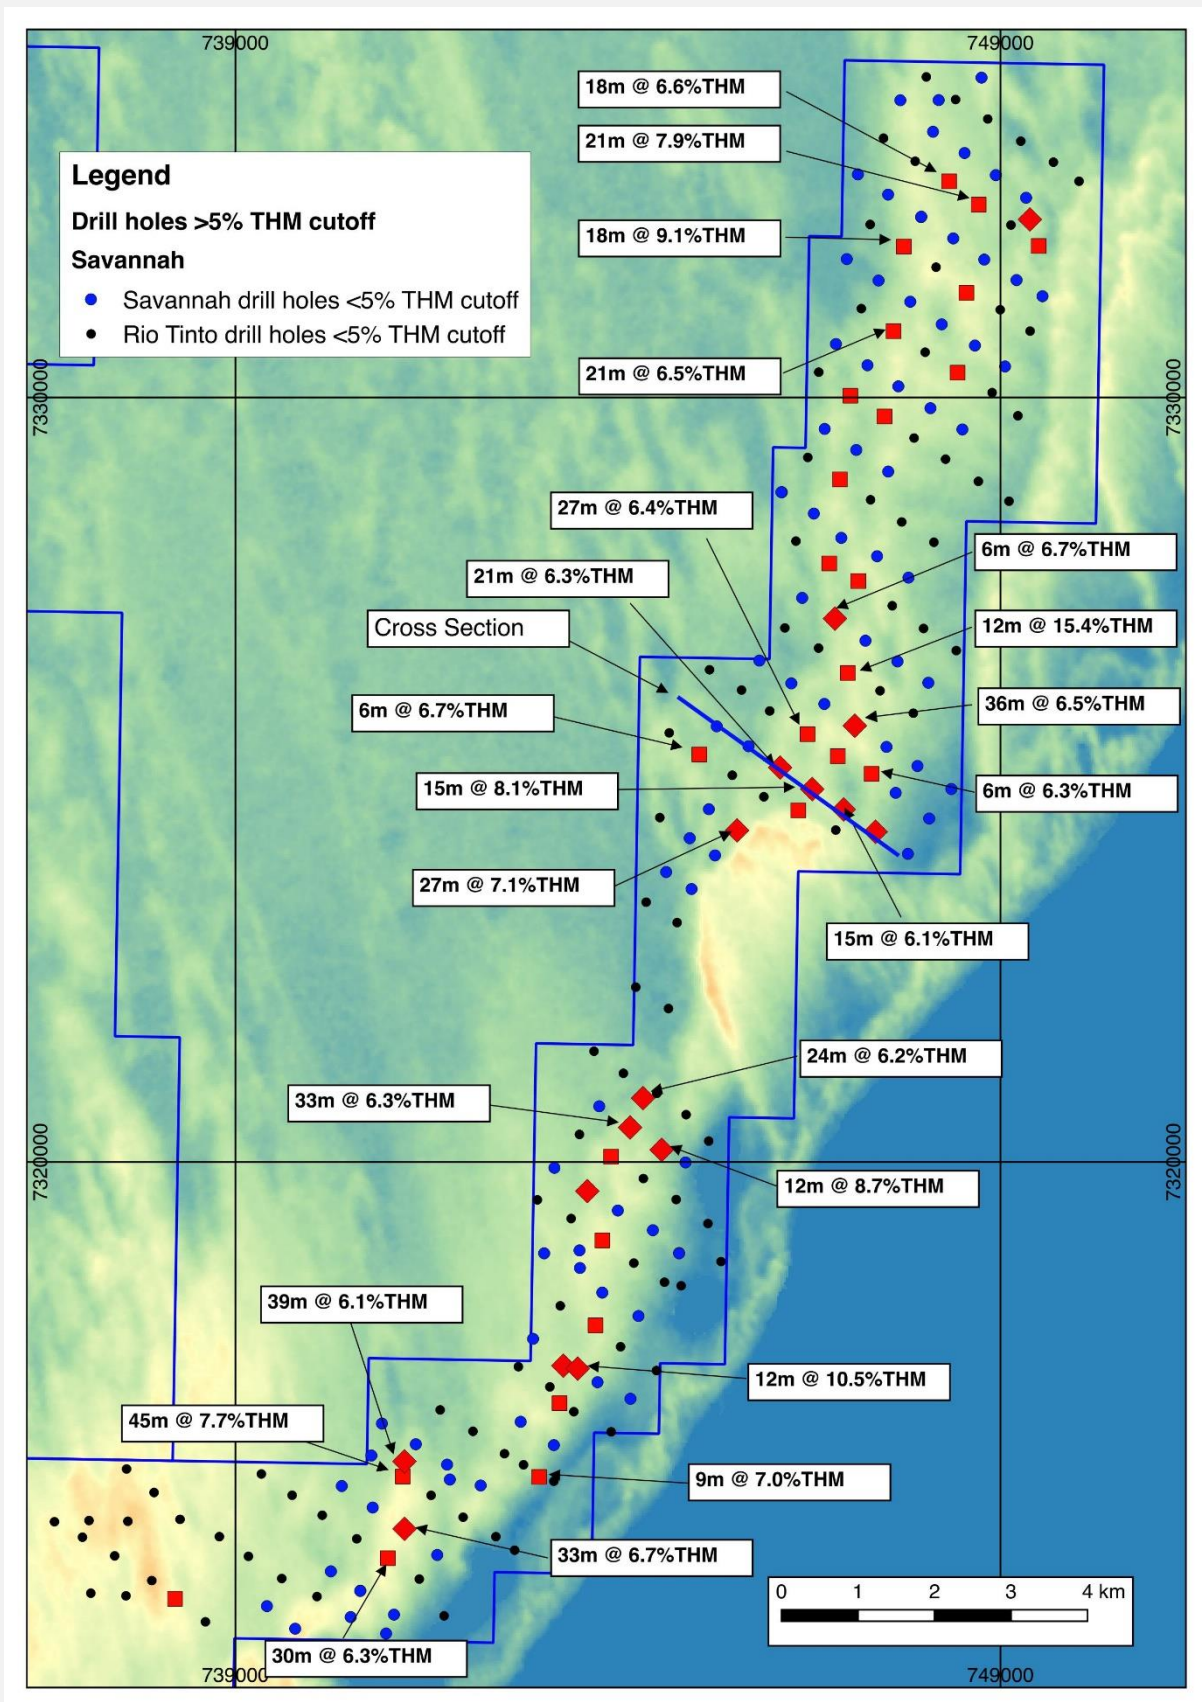 739000
749000
18m @ 6.6%THM
21m @ 7.9%THM
Legend
Drill holes >5% THM cutoff
Savannah
Savannah drill holes <5% THM cutoff
Rio Tinto drill holes <5% THM cutoff
18m @ 9.1%THM
21m @ 6.5%THM
7330000
7330000
27m @ 6.4%THM
6m @ 6.7%THM
21m @ 6.3%THM
Cross Section
12m @ 15.4%THM
6m @ 6.7%THM
36m @ 6.5%THM
15m @ 8.1%THM
6m @ 6.3%THM
27m @ 7.1%THM
15m @ 6.1%THM
24m @ 6.2%THM
33m @ 6.3%THM
7320000
7320000
12m @ 8.7%THM
39m @ 6.1%THM
12m @ 10.5%THM
45m @ 7.7%THM
9m @ 7.0%THM
33m @ 6.7%THM
0 1 2 3 4 km
30m @ 6.3%THM
739000
749000